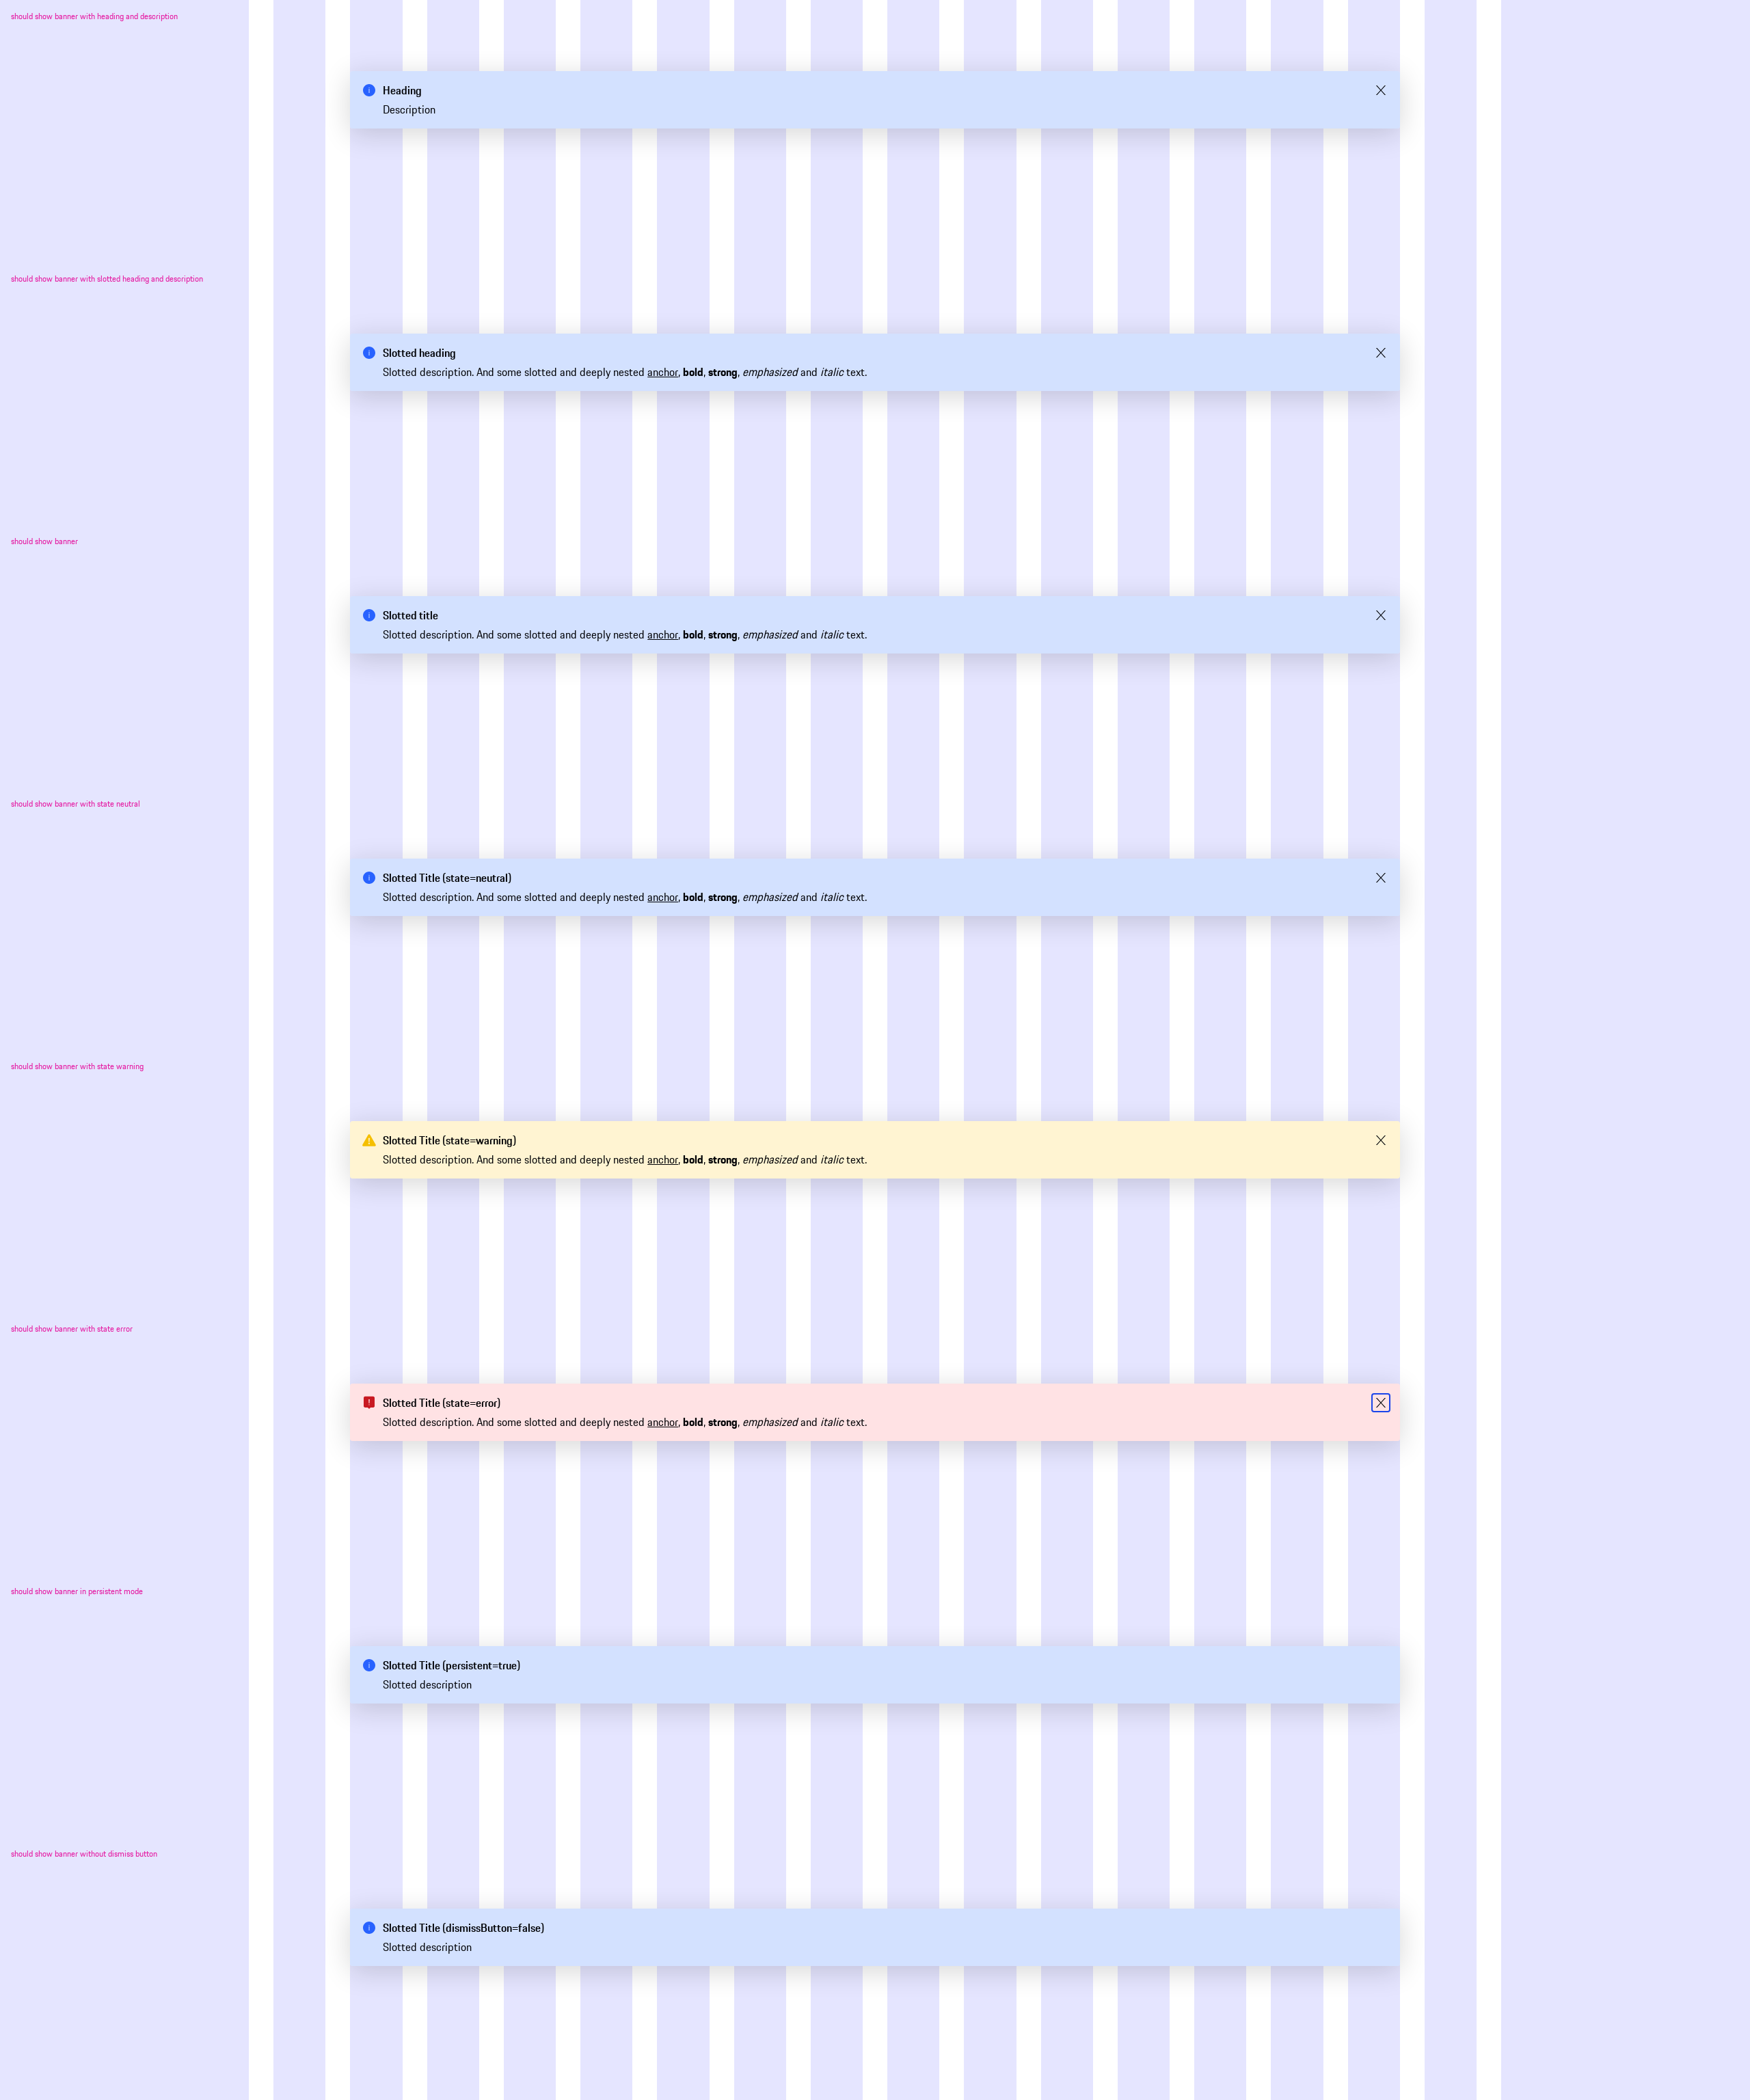 should show banner with heading and description
Heading
Description
should show banner with slotted heading and description
Slotted heading
Slotted description. And some slotted and deeply nested anchor, bold, strong, emphasized and italic text.
should show banner
Slotted title
Slotted description. And some slotted and deeply nested anchor, bold, strong, emphasized and italic text.
should show banner with state neutral
Slotted Title (state=neutral)
Slotted description. And some slotted and deeply nested anchor, bold, strong, emphasized and italic text.
should show banner with state warning
Slotted Title (state=warning)
Slotted description. And some slotted and deeply nested anchor, bold, strong, emphasized and italic text.
should show banner with state error
Slotted Title (state=error)
Slotted description. And some slotted and deeply nested anchor, bold, strong, emphasized and italic text.
should show banner in persistent mode
Slotted Title (persistent=true)
Slotted description
should show banner without dismiss button
Slotted Title (dismissButton=false)
Slotted description